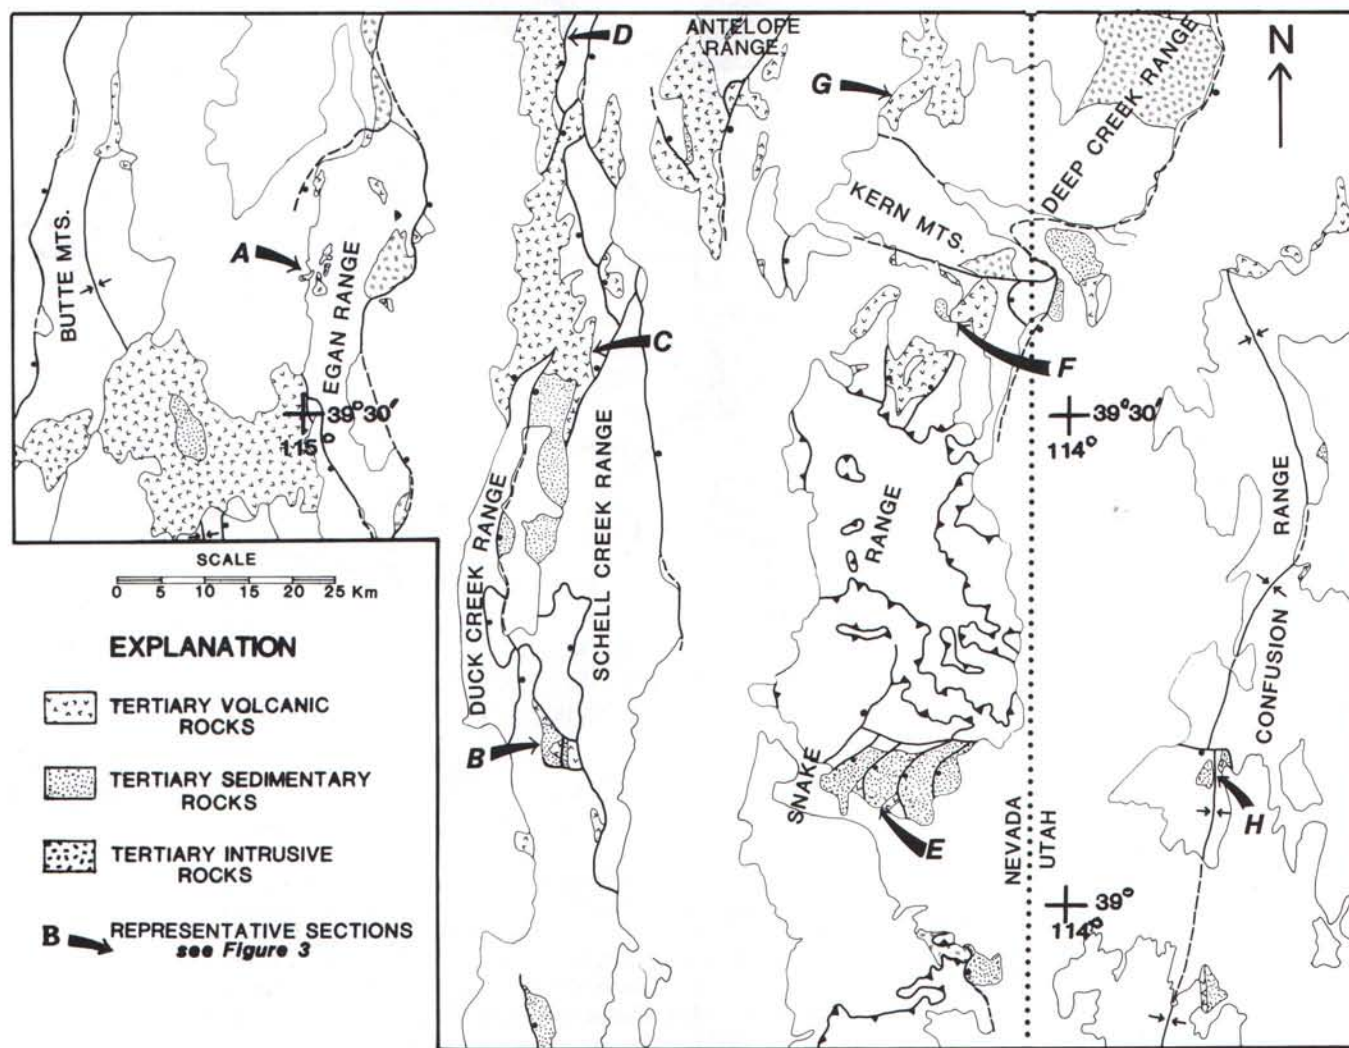 ANTELOPE
RANGE
D
G
N
DEEP CREEK RANGE
KERN MTS.
A
BUTTE MTS.
EGAN RANGE
C
F
39° 30'
115°
39° 30'
114°
DUCK CREEK RANGE
SCHELL CREEK RANGE
RANGE
SNAKE
CONFUSION RANGE
B
E
H
NEVADA
UTAH
39°
114°
SCALE
0 5 10 15 20 25 Km
EXPLANATION
TERTIARY VOLCANIC
ROCKS
TERTIARY SEDIMENTARY
ROCKS
TERTIARY INTRUSIVE
ROCKS
B REPRESENTATIVE SECTIONS
see Figure 3